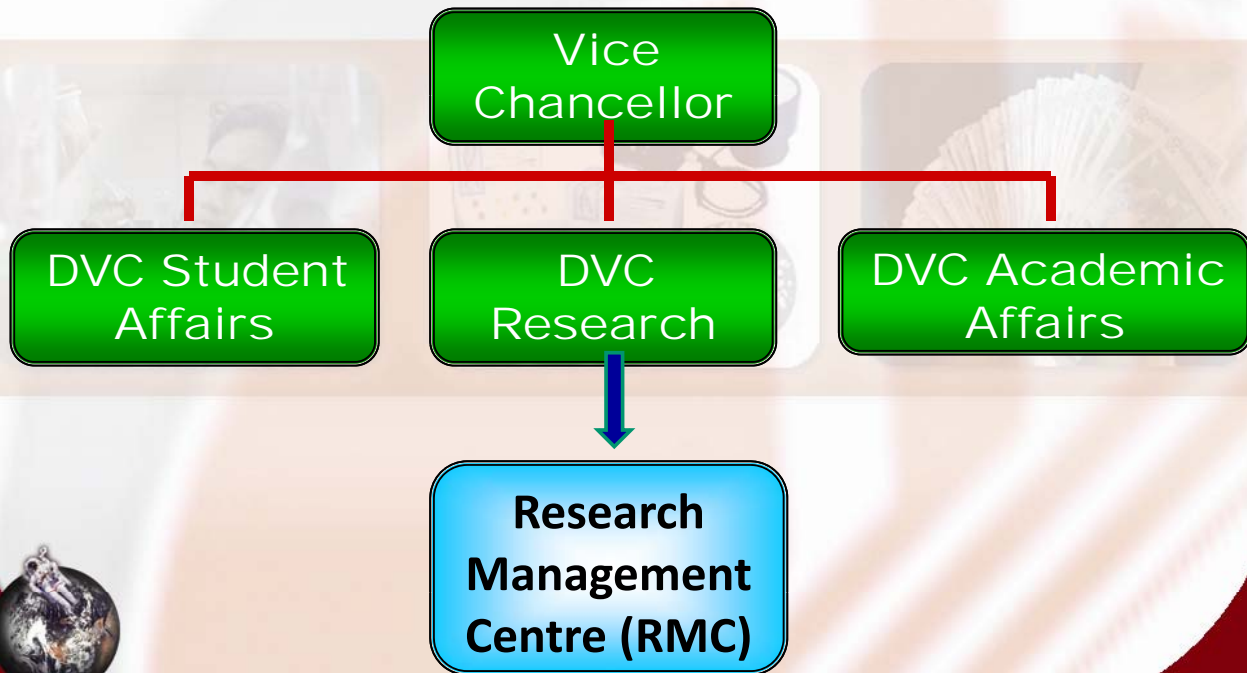 Vice
Chancellor
DVC Student
Affairs
DVC
Research
DVC Academic
Affairs
Research
Management
Centre (RMC)